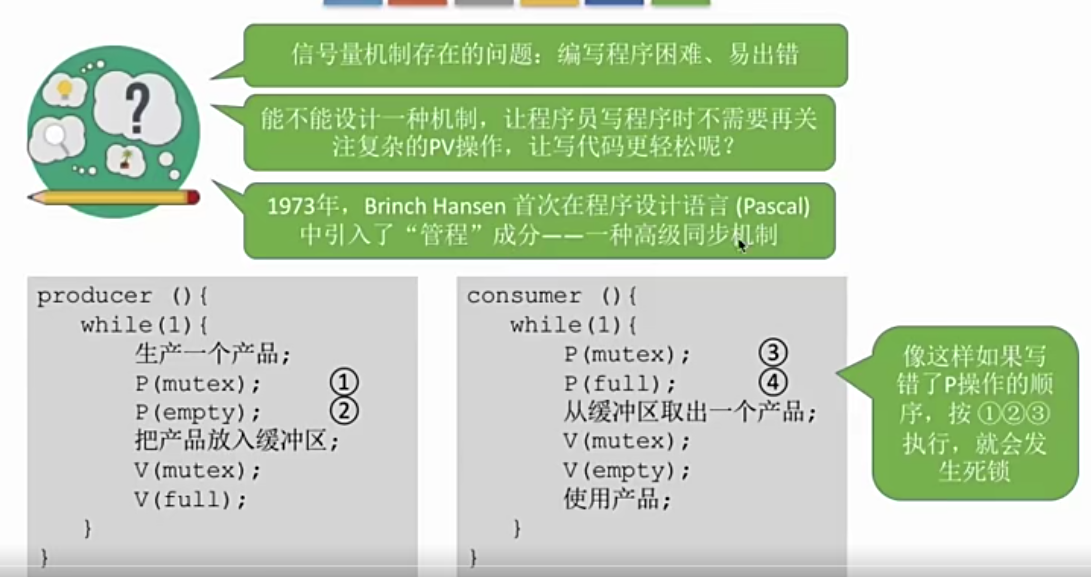 信号量机制存在的问题：编写程序困难、易出错
能不能设计一种机制，让程序员写程序时不需要再关
注复杂的PV操作，让写代码更轻松呢？
1973年，Brinch Hansen 首次在程序设计语言 (Pascal)
中引入了“管程”成分——一种高级同步机制
producer (){
while(1){
生产一个产品;
P(mutex); ①
P(empty); ②
把产品放入缓冲区;
V(mutex);
V(full);
}
}
consumer (){
while(1){
P(mutex); ③
P(full); ④
从缓冲区取出一个产品;
V(mutex);
V(empty);
使用产品;
}
}
像这样如果写
错了P操作的顺
序，按 ①②③
执行，就会发
生死锁